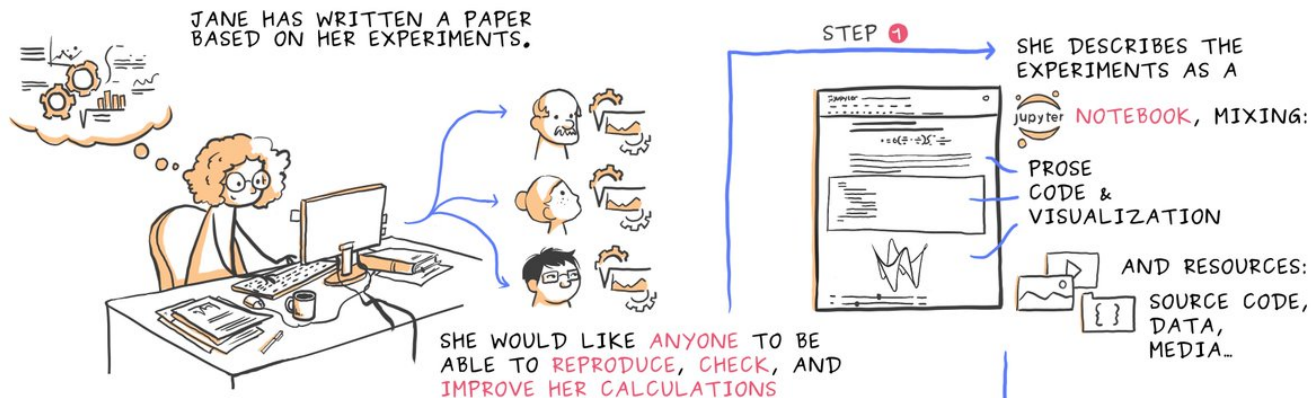 JANE HAS WRITTEN A PAPER
BASED ON HER EXPERIMENTS.
SHE WOULD LIKE ANYONE TO BE
ABLE TO REPRODUCE, CHECK, AND
IMPROVE HER CALCULATIONS
STEP 1
SHE DESCRIBES THE
EXPERIMENTS AS A
jupyter NOTEBOOK, MIXING:
jupyter
PROSE
CODE &
VISUALIZATION
AND RESOURCES:
SOURCE CODE,
DATA,
MEDIA…